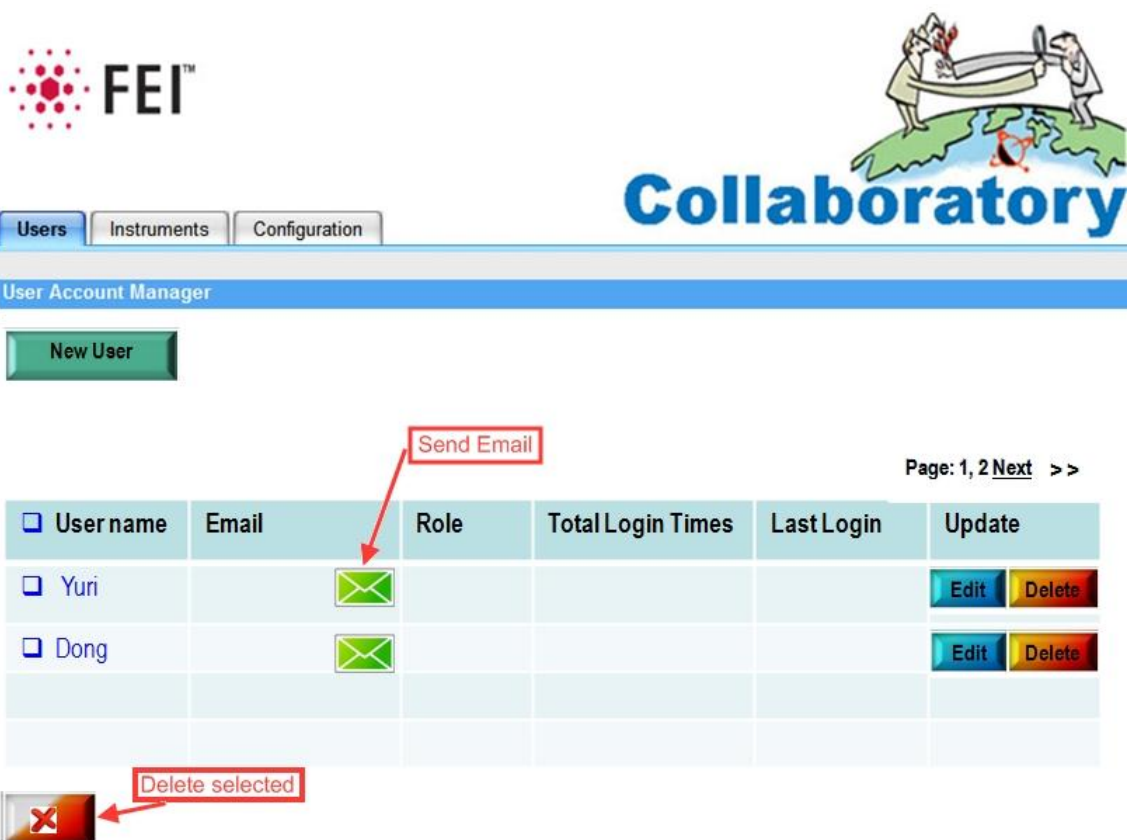 FEI™
Collaboratory
Users Instruments Configuration
User Account Manager
New User
Send Email
Page: 1, 2 Next >>
User name Email Role Total Login Times Last Login Update
Yuri Edit Delete
Dong Edit Delete
Delete selected